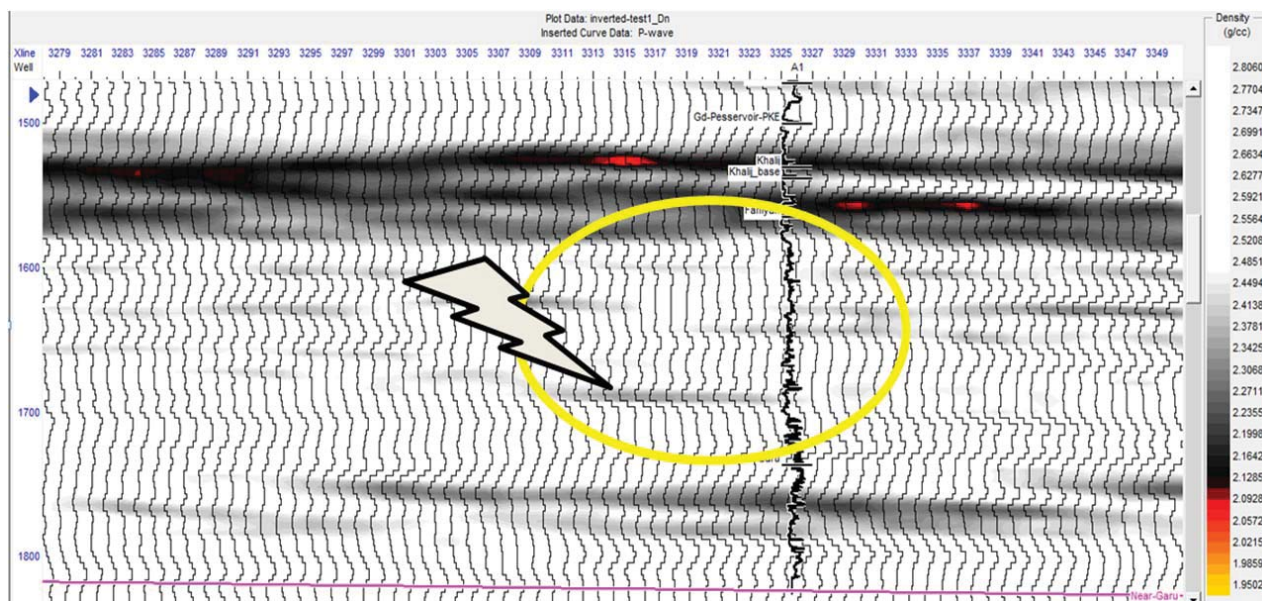 Plot Data: inverted-test1_Dn
Inserted Curve Data: P-wave
Density
(g/cc)
Xline 3279 3281 3283 3285 3287 3289 3291 3293 3295 3297 3299 3301 3303 3305 3307 3309 3311 3313 3315 3317 3319 3321 3323 3325 3327 3329 3331 3333 3335 3337 3339 3341 3343 3345 3347 3349
Well A1
1500
1600
1700
1800
Gd-Pesservoir-PKE
Khalij
Khalij_base
Near-Garu
2.8060
2.7704
2.7347
2.6991
2.6634
2.6277
2.5921
2.5564
2.5208
2.4851
2.4494
2.4138
2.3781
2.3425
2.3068
2.2711
2.2355
2.1998
2.1642
2.1285
2.0928
2.0572
2.0215
1.9859
1.9502